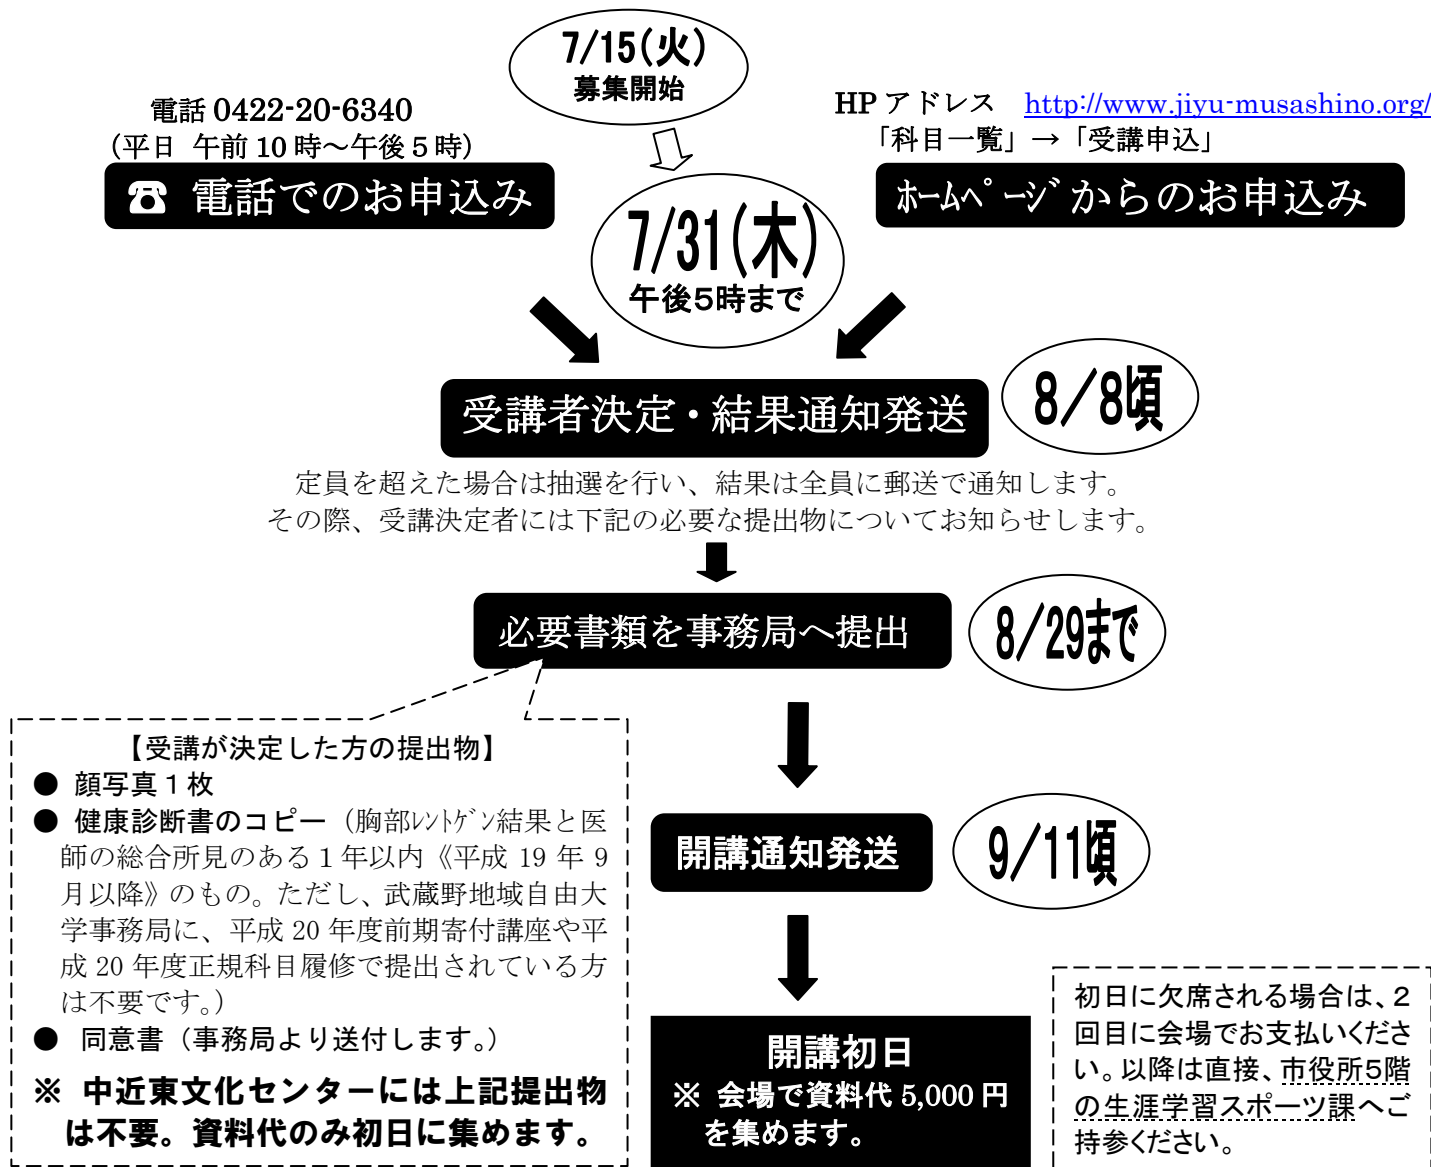 7/15(火)
募集開始
電話 0422-20-6340
(平日 午前 10 時～午後 5 時)
☎ 電話でのお申込み
HP アドレス http://www.jiyu-musashino.org/
「科目一覧」→「受講申込」
ﾎｰﾑﾍﾟｰｼﾞからのお申込み
7/31(木)
午後5時まで
受講者決定・結果通知発送
8／8頃
定員を超えた場合は抽選を行い、結果は全員に郵送で通知します。
その際、受講決定者には下記の必要な提出物についてお知らせします。
必要書類を事務局へ提出
8／29まで
【受講が決定した方の提出物】
● 顔写真１枚
● 健康診断書のコピー（胸部ﾚﾝﾄｹﾞﾝ結果と医
師の総合所見のある１年以内《平成 19 年 9
月以降》のもの。ただし、武蔵野地域自由大
学事務局に、平成 20 年度前期寄付講座や平
成 20 年度正規科目履修で提出されている方
は不要です。）
● 同意書（事務局より送付します。）
※ 中近東文化センターには上記提出物
は不要。資料代のみ初日に集めます。
開講通知発送
9／11頃
開講初日
※ 会場で資料代 5,000 円
を集めます。
初日に欠席される場合は、２
回目に会場でお支払いくださ
い。以降は直接、市役所５階
の生涯学習スポーツ課へご
持参ください。